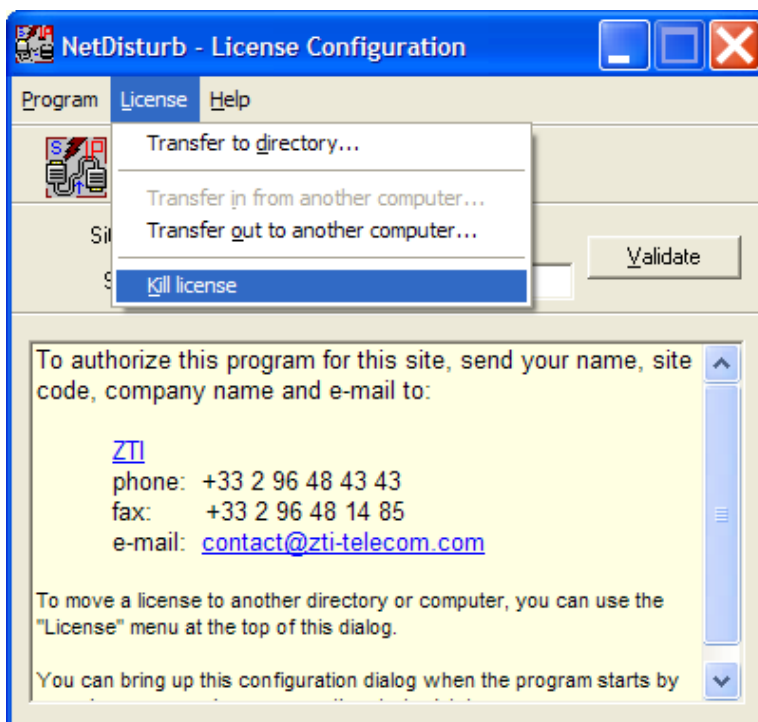 NetDisturb - License Configuration
Program License Help
Transfer to directory...
Transfer in from another computer...
Transfer out to another computer...
Kill license
Validate
To authorize this program for this site, send your name, site
code, company name and e-mail to:
ZTI
phone: +33 2 96 48 43 43
fax: +33 2 96 48 14 85
e-mail: contact@zti-telecom.com
To move a license to another directory or computer, you can use the
"License" menu at the top of this dialog.
You can bring up this configuration dialog when the program starts by